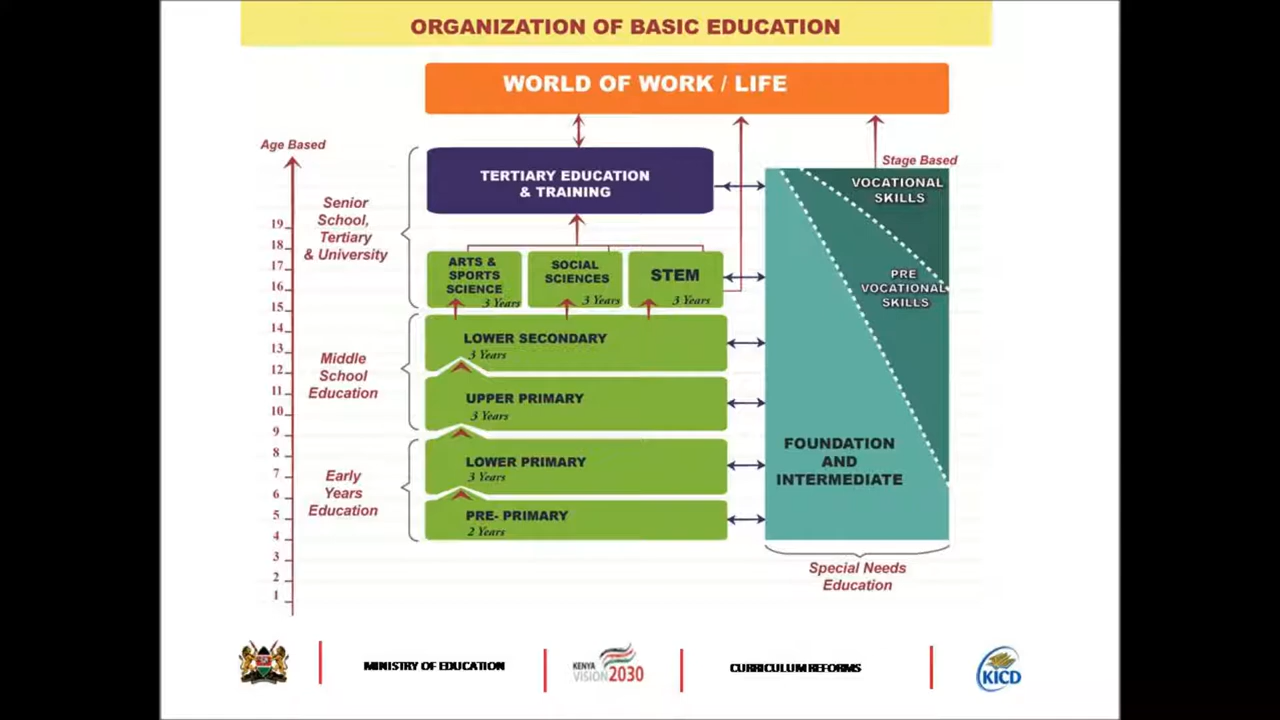 ORGANIZATION OF BASIC EDUCATION
WORLD OF WORK / LIFE
Age Based
Stage Based
TERTIARY EDUCATION
& TRAINING
VOCATIONAL
SKILLS
Senior
School,
Tertiary
& University
19
18
17
16
15
14
13
12
11
10
9
8
7
6
5
4
3
2
1
ARTS &
SPORTS
SCIENCE
3 Years
SOCIAL
SCIENCES
3 Years
STEM
3 Years
PRE
VOCATIONAL
SKILLS
Middle
School
Education
LOWER SECONDARY
3 Years
UPPER PRIMARY
3 Years
Early
Years
Education
LOWER PRIMARY
3 Years
PRE- PRIMARY
2 Years
FOUNDATION
AND
INTERMEDIATE
Special Needs
Education
MINISTRY OF EDUCATION
KENYA
VISION 2030
CURRICULUM REFORMS
KICD